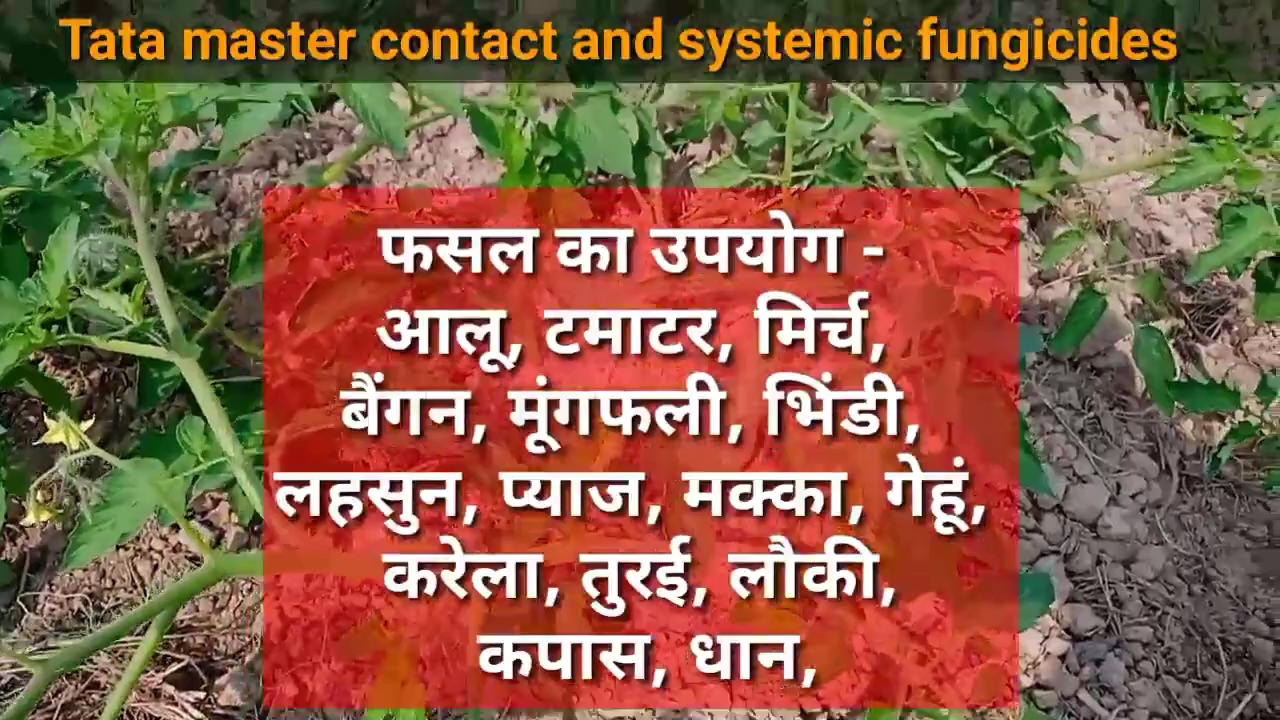 Tata master contact and systemic fungicides
फसल का उपयोग -
आलू, टमाटर, मिर्च,
बैंगन, मूंगफली, भिंडी,
लहसुन, प्याज, मक्का, गेहूं,
करेला, तुरई, लौकी,
कपास, धान,